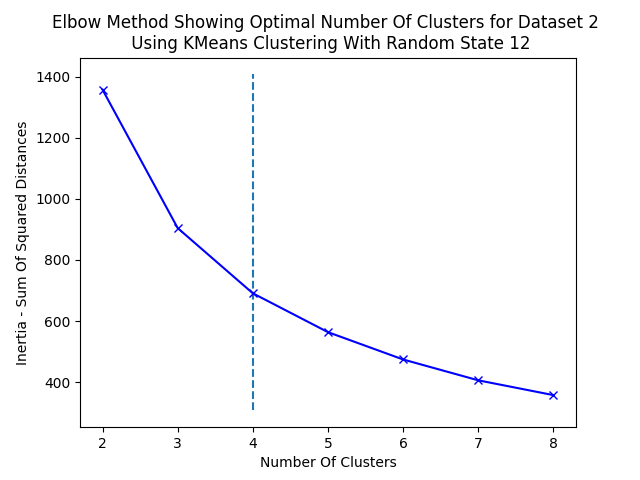 Elbow Method Showing Optimal Number Of Clusters for Dataset 2
Using KMeans Clustering With Random State 12
Inertia - Sum Of Squared Distances
1400
1200
1000
800
600
400
2 3 4 5 6 7 8
Number Of Clusters